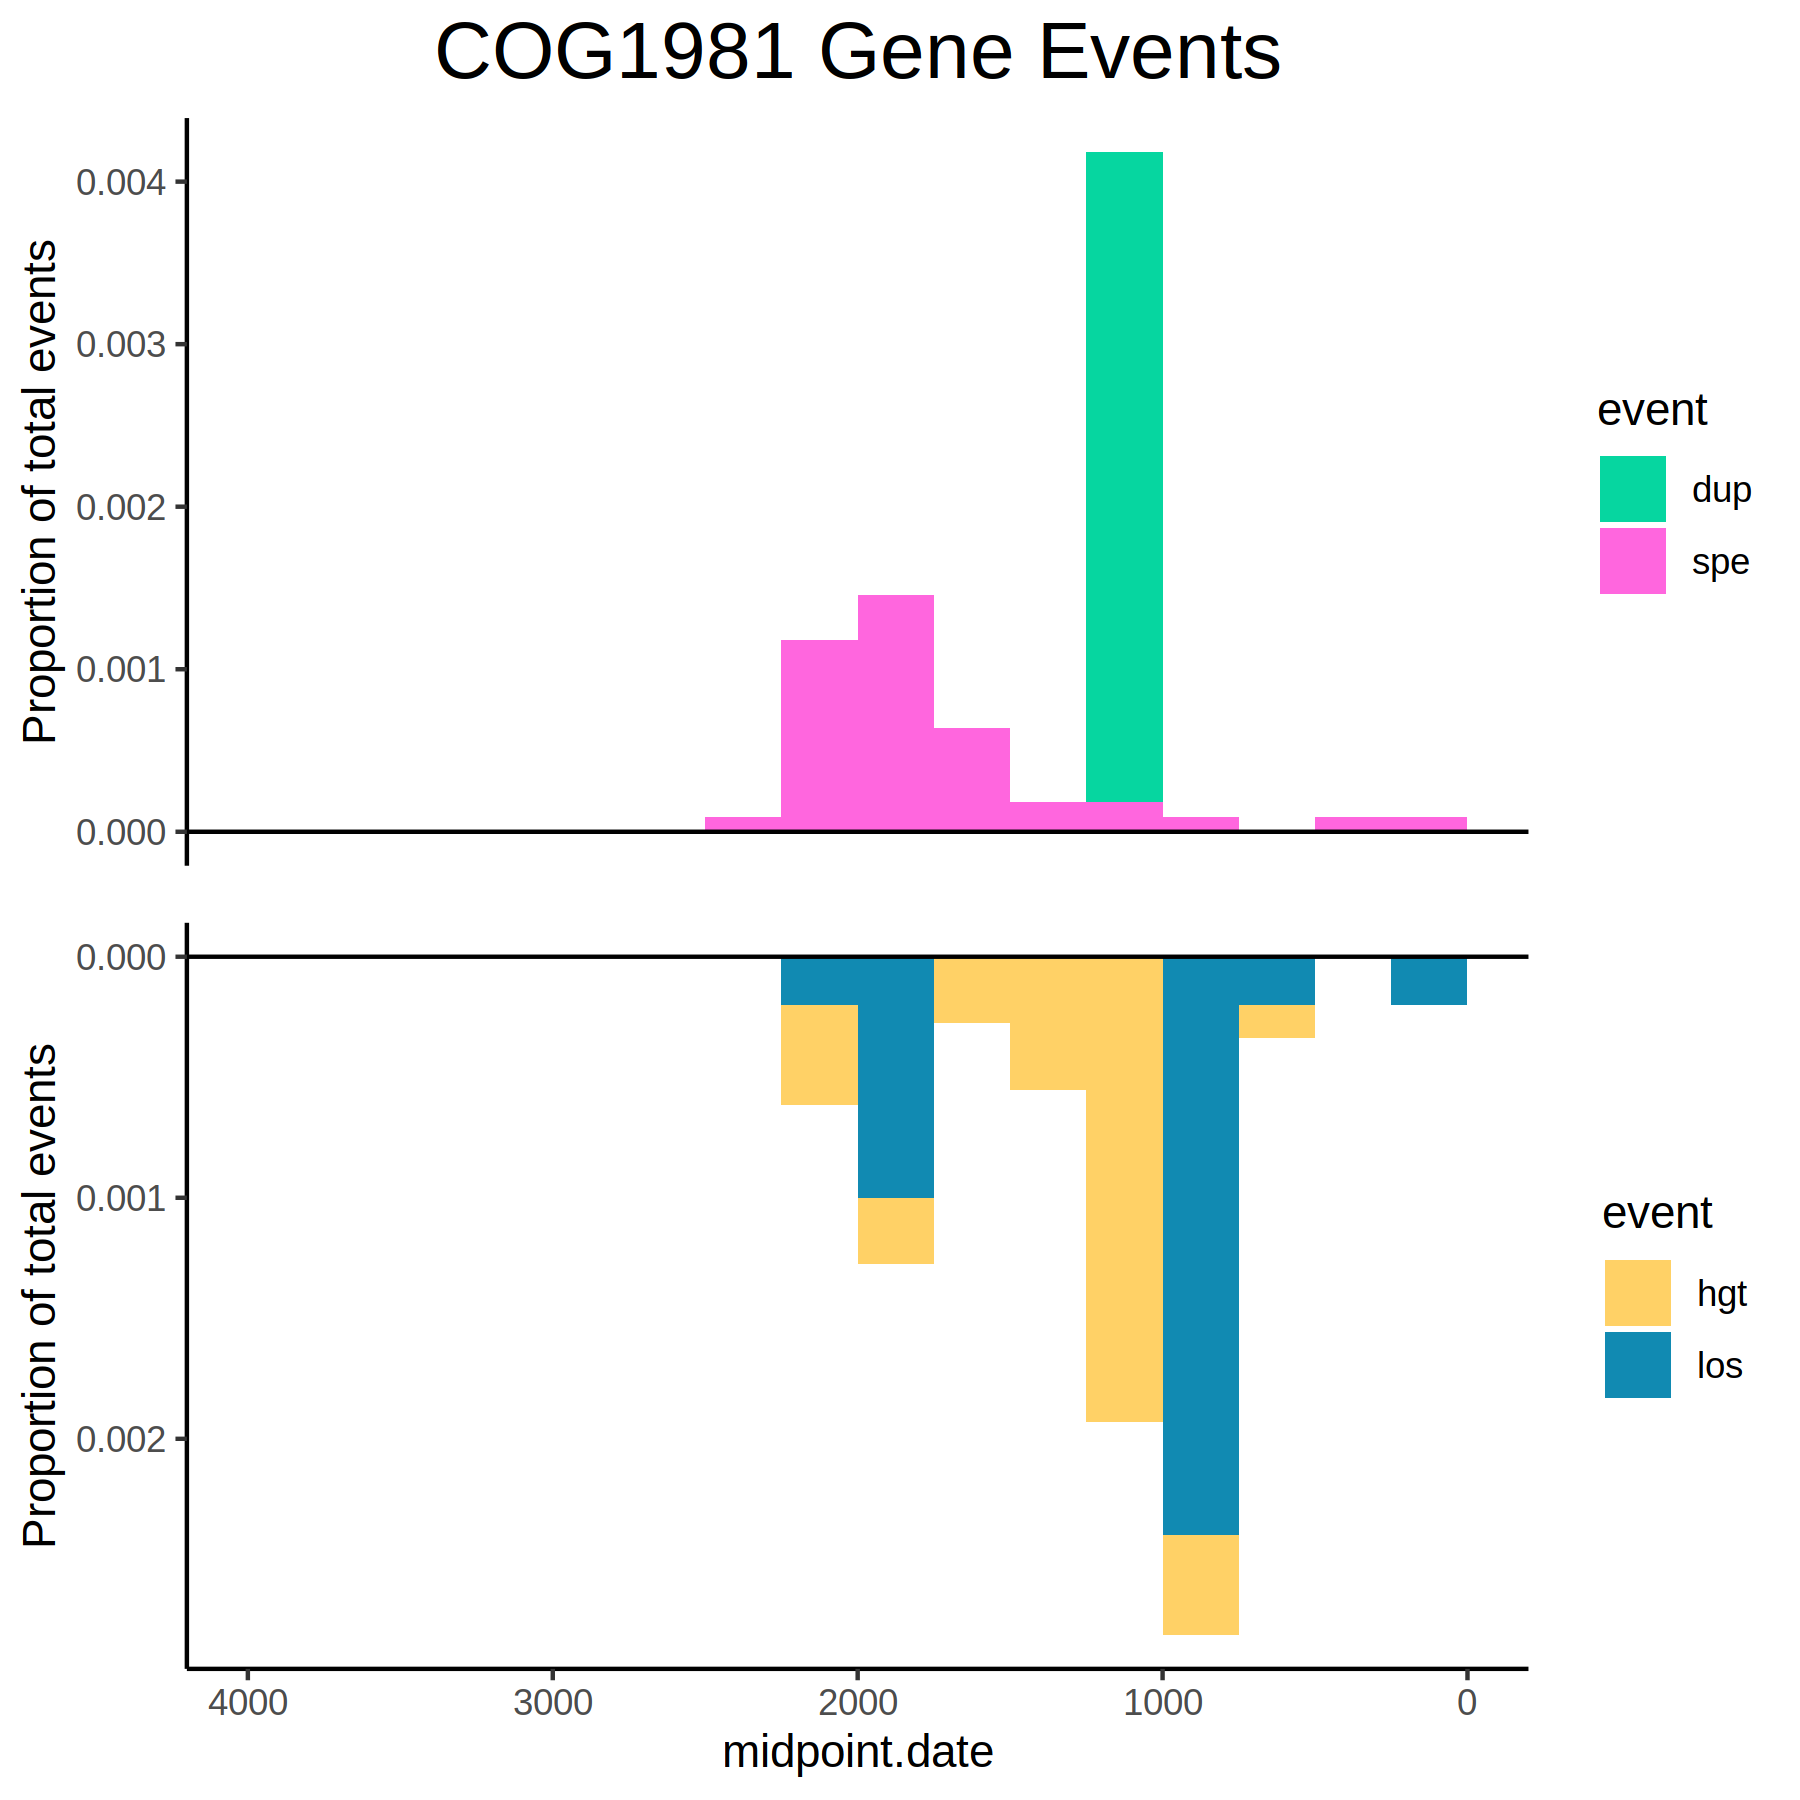 COG1981 Gene Events
Proportion of total events
0.004
0.003
0.002
0.001
0.000
event
dup
spe
Proportion of total events
0.000
0.001
0.002
event
hgt
los
4000
3000
2000
1000
0
midpoint.date